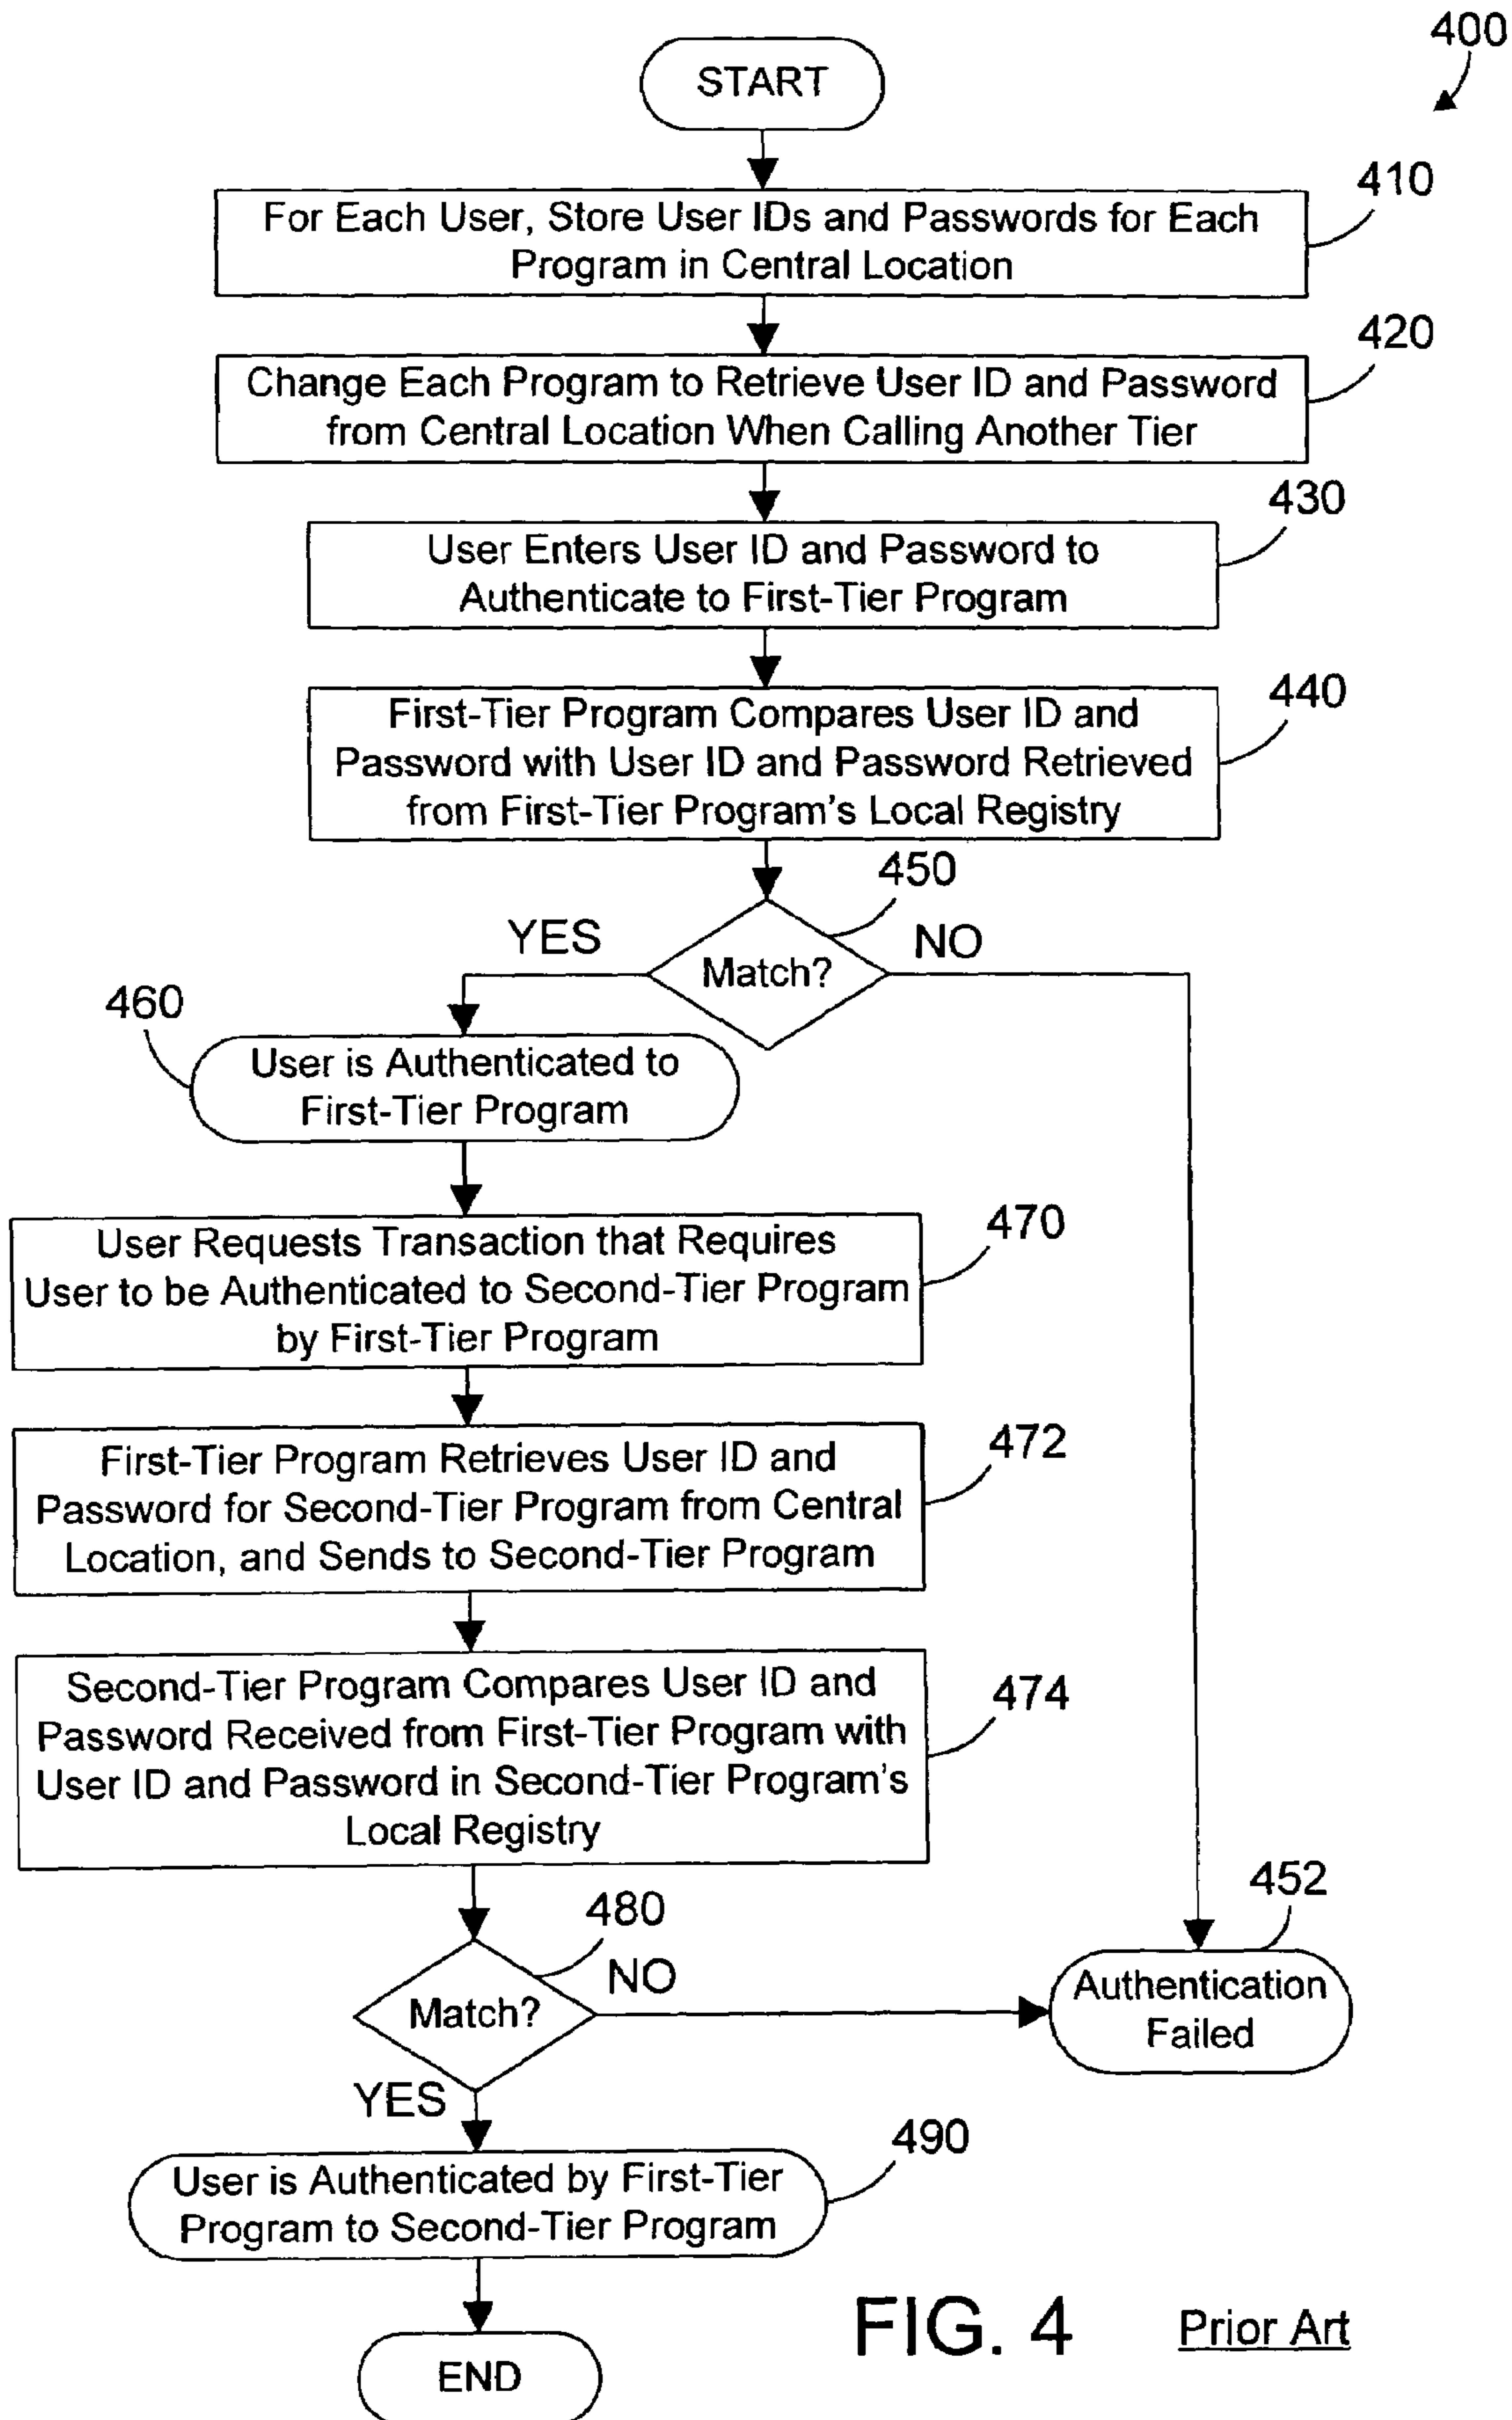 400
START
410
For Each User, Store User IDs and Passwords for Each
Program in Central Location
420
Change Each Program to Retrieve User ID and Password
from Central Location When Calling Another Tier
430
User Enters User ID and Password to
Authenticate to First-Tier Program
440
First-Tier Program Compares User ID and
Password with User ID and Password Retrieved
from First-Tier Program's Local Registry
450
YES
NO
Match?
460
User is Authenticated to
First-Tier Program
470
User Requests Transaction that Requires
User to be Authenticated to Second-Tier Program
by First-Tier Program
472
First-Tier Program Retrieves User ID and
Password for Second-Tier Program from Central
Location, and Sends to Second-Tier Program
474
Second-Tier Program Compares User ID and
Password Received from First-Tier Program with
User ID and Password in Second-Tier Program's
Local Registry
452
480
NO
Match?
Authentication
Failed
YES
490
User is Authenticated by First-Tier
Program to Second-Tier Program
FIG. 4
Prior Art
END